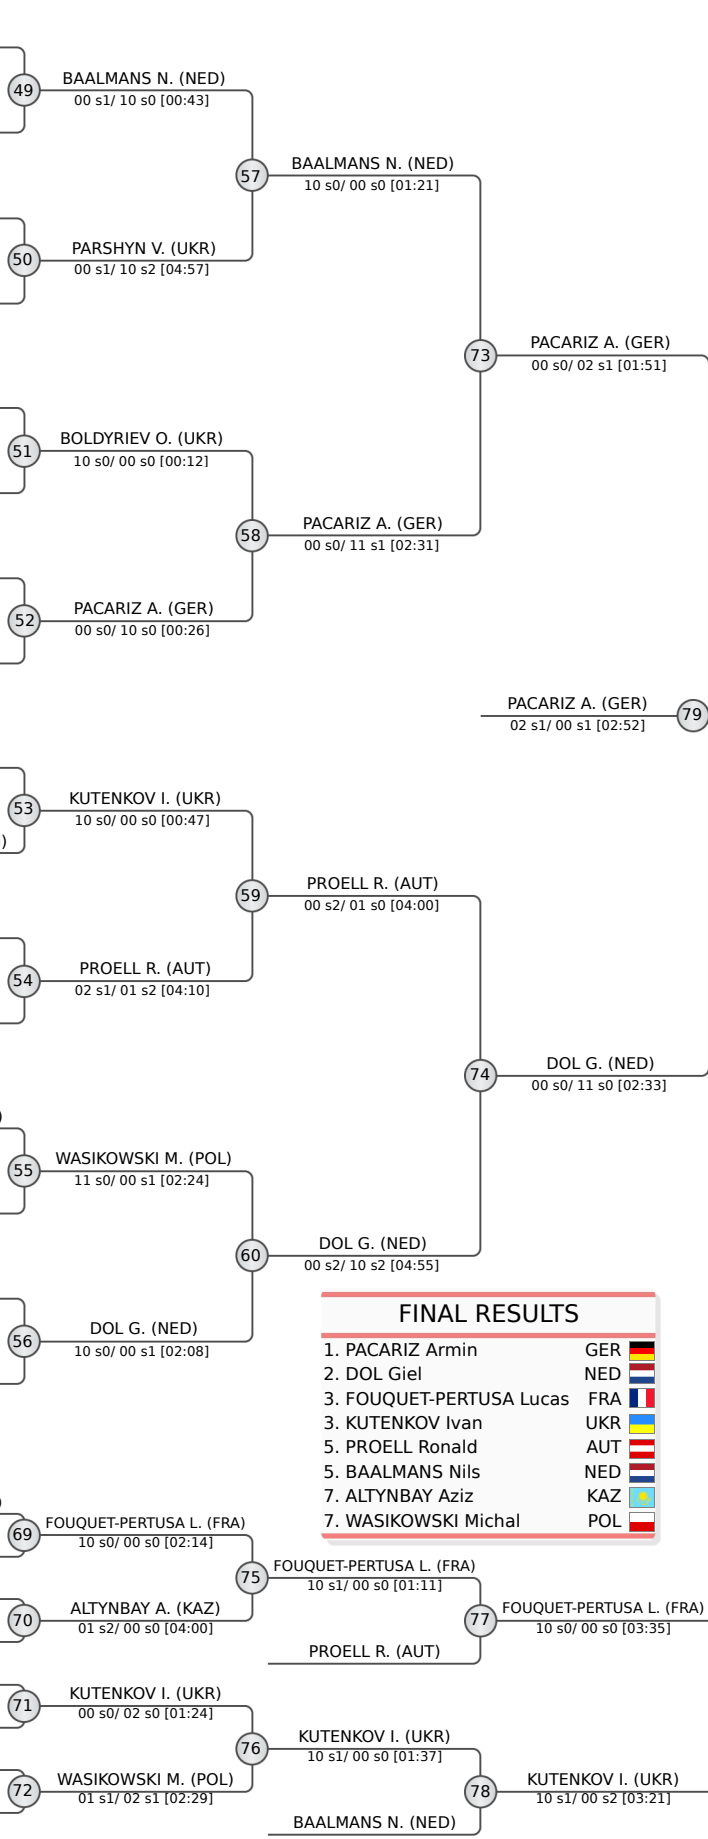 49
BAALMANS N. (NED)
00 s1/ 10 s0 [00:43]
57
BAALMANS N. (NED)
10 s0/ 00 s0 [01:21]
50
PARSHYN V. (UKR)
00 s1/ 10 s2 [04:57]
73
PACARIZ A. (GER)
00 s0/ 02 s1 [01:51]
51
BOLDYRIEV O. (UKR)
10 s0/ 00 s0 [00:12]
58
PACARIZ A. (GER)
00 s0/ 11 s1 [02:31]
52
PACARIZ A. (GER)
00 s0/ 10 s0 [00:26]
PACARIZ A. (GER)
02 s1/ 00 s1 [02:52]
79
53
KUTENKOV I. (UKR)
10 s0/ 00 s0 [00:47]
)
59
PROELL R. (AUT)
00 s2/ 01 s0 [04:00]
54
PROELL R. (AUT)
02 s1/ 01 s2 [04:10]
74
DOL G. (NED)
00 s0/ 11 s0 [02:33]
)
55
WASIKOWSKI M. (POL)
11 s0/ 00 s1 [02:24]
60
DOL G. (NED)
00 s2/ 10 s2 [04:55]
56
DOL G. (NED)
10 s0/ 00 s1 [02:08]
FINAL RESULTS
1. PACARIZ Armin GER
2. DOL Giel NED
3. FOUQUET-PERTUSA Lucas FRA
3. KUTENKOV Ivan UKR
5. PROELL Ronald AUT
5. BAALMANS Nils NED
7. ALTYNBAY Aziz KAZ
7. WASIKOWSKI Michal POL
)
69
FOUQUET-PERTUSA L. (FRA)
10 s0/ 00 s0 [02:14]
75
FOUQUET-PERTUSA L. (FRA)
10 s1/ 00 s0 [01:11]
70
ALTYNBAY A. (KAZ)
01 s2/ 00 s0 [04:00]
77
FOUQUET-PERTUSA L. (FRA)
10 s0/ 00 s0 [03:35]
PROELL R. (AUT)
71
KUTENKOV I. (UKR)
00 s0/ 02 s0 [01:24]
76
KUTENKOV I. (UKR)
10 s1/ 00 s0 [01:37]
72
WASIKOWSKI M. (POL)
01 s1/ 02 s1 [02:29]
78
KUTENKOV I. (UKR)
10 s1/ 00 s2 [03:21]
BAALMANS N. (NED)